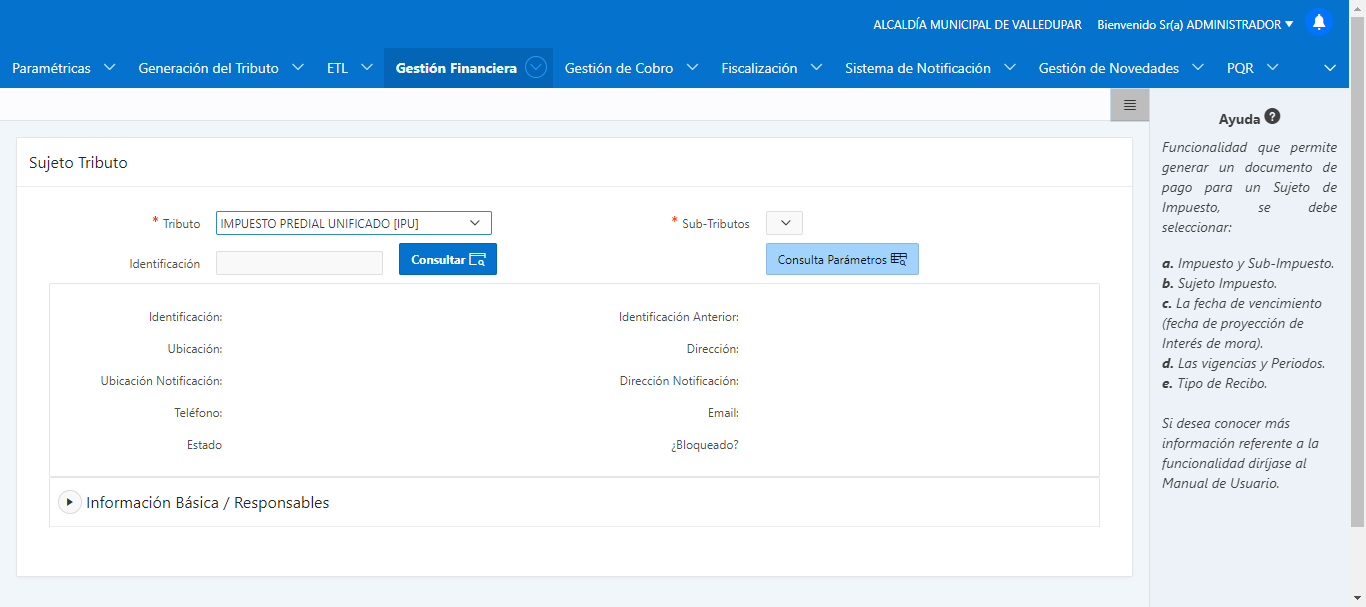 ALCALDÍA MUNICIPAL DE VALLEDUPAR Bienvenido Sr(a) ADMINISTRADOR
Paramétricas Generación del Tributo ETL Gestión Financiera Gestión de Cobro Fiscalización Sistema de Notificación Gestión de Novedades PQR
Sujeto Tributo
* Tributo IMPUESTO PREDIAL UNIFICADO [IPU] * Sub-Tributos
Identificación Consultar Consulta Parámetros
Identificación: Identificación Anterior:
Ubicación: Dirección:
Ubicación Notificación: Dirección Notificación:
Teléfono: Email:
Estado ¿Bloqueado?
Información Básica / Responsables
Ayuda ?
Funcionalidad que permite
generar un documento de
pago para un Sujeto de
Impuesto, se debe
seleccionar:
a. Impuesto y Sub-Impuesto.
b. Sujeto Impuesto.
c. La fecha de vencimiento
(fecha de proyección de
Interés de mora).
d. Las vigencias y Periodos.
e. Tipo de Recibo.
Si desea conocer más
información referente a la
funcionalidad diríjase al
Manual de Usuario.